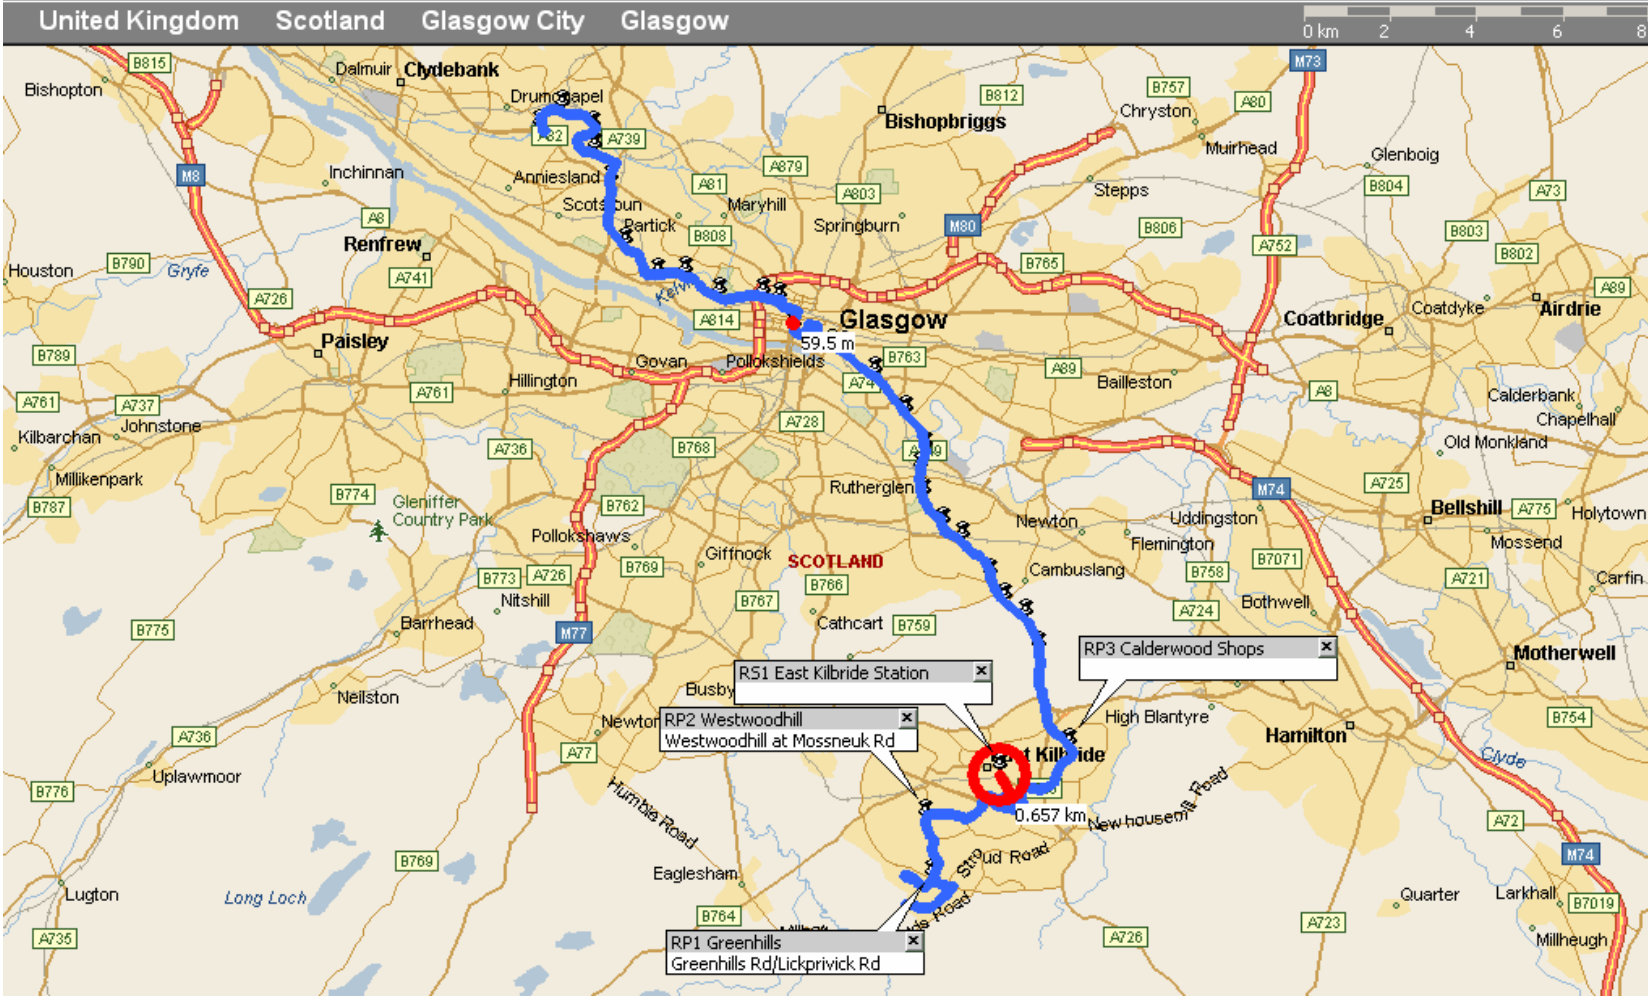 United Kingdom Scotland Glasgow City Glasgow
0 km 2 4 6 8
B815
Dalmuir
Clydebank
M73
Bishopton
Drumchapel
B812
B757
A80
Chryston
Bishopbriggs
A82
A739
Muirhead
Glenboig
M8
Inchinnan
Anniesland
A81
A879
A803
Stepps
B804
A73
Scotstoun
Maryhill
A8
Partick
Springburn
M80
B806
B803
Renfrew
B808
A752
B802
Houston
B790
Gryfe
A741
B765
A89
A726
Kelvin
Coatdyke
Airdrie
A814
Glasgow
Coatbridge
59.5 m
Paisley
B789
Govan
Pollokshields
B763
A89
Hillington
A74
Bailleston
A8
A761
A737
A761
Calderbank
Chapelhall
Johnstone
A728
Kilbarchan
A736
B768
A749
Old Monkland
Millikenpark
B774
Rutherglen
M74
A725
B787
Gleniffer
Country Park
B762
Newton
Uddingston
Bellshill
A775
Holytown
Pollokshaws
Giffnock
Flemington
Mossend
SCOTLAND
B7071
B773
A726
B769
B766
Cambuslang
B758
A721
Carfin
Nitshill
B767
A724
Bothwell
B775
Barrhead
M77
Cathcart
B759
RP3 Calderwood Shops
Motherwell
RS1 East Kilbride Station
Neilston
Busby
RP2 Westwoodhill
Westwoodhill at Mossneuk Rd
High Blantyre
B754
A736
A77
Hamilton
Uplawmoor
Clyde
B776
Humbie Road
0.657 km
Newhousemill Road
A72
B769
M74
Eaglesham
Lugton
Long Loch
Quarter
Larkhall
B7019
B764
A723
A735
RP1 Greenhills
Greenhills Rd/Lickprivick Rd
A726
Millheugh